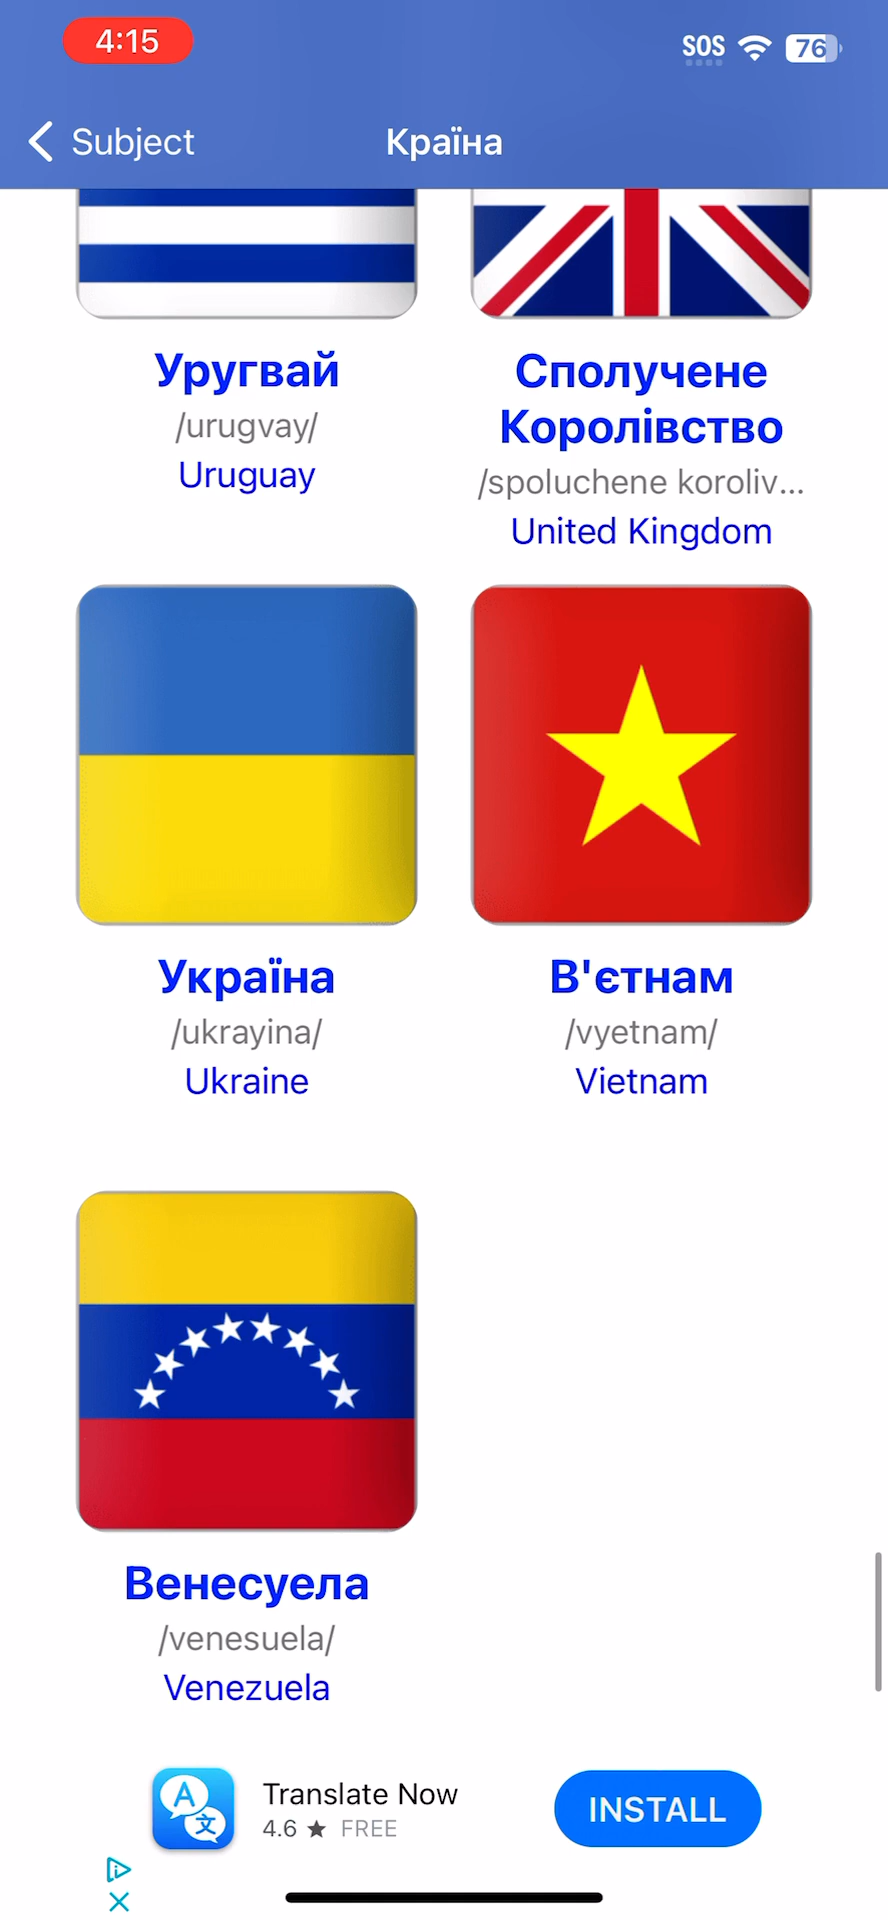 4:15
SOS
76
Subject
Країна
Уругвай
/urugvay/
Uruguay
Сполучене
Королівство
/spoluchene koroliv...
United Kingdom
Україна
/ukrayina/
Ukraine
В'єтнам
/vyetnam/
Vietnam
Венесуела
/venesuela/
Venezuela
Translate Now
4.6 ★ FREE
INSTALL